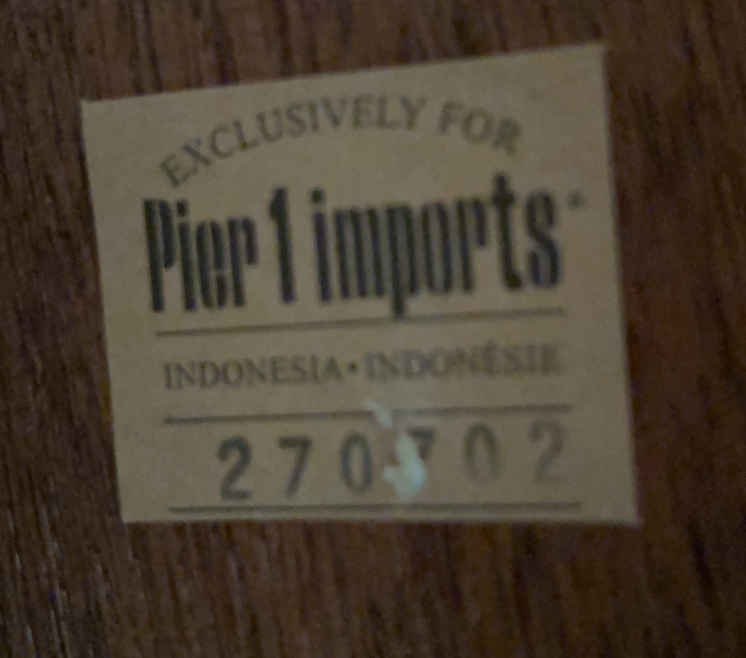 EXCLUSIVELY FOR
Pier 1 imports
INDONESIA • INDONÉSIE
270702